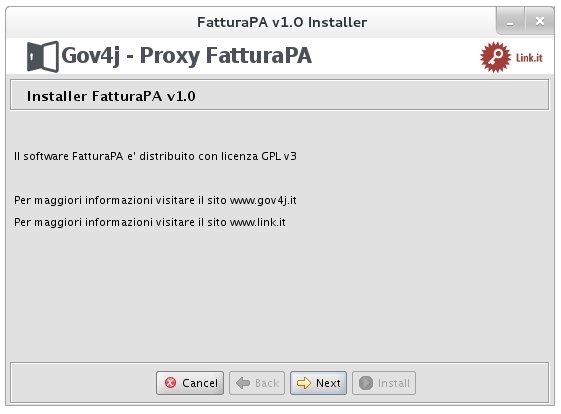 FatturaPA v1.0 Installer
Gov4j - Proxy FatturaPA
Link.it
Installer FatturaPA v1.0
Il software FatturaPA e' distribuito con licenza GPL v3
Per maggiori informazioni visitare il sito www.gov4j.it
Per maggiori informazioni visitare il sito www.link.it
Cancel Back Next Install